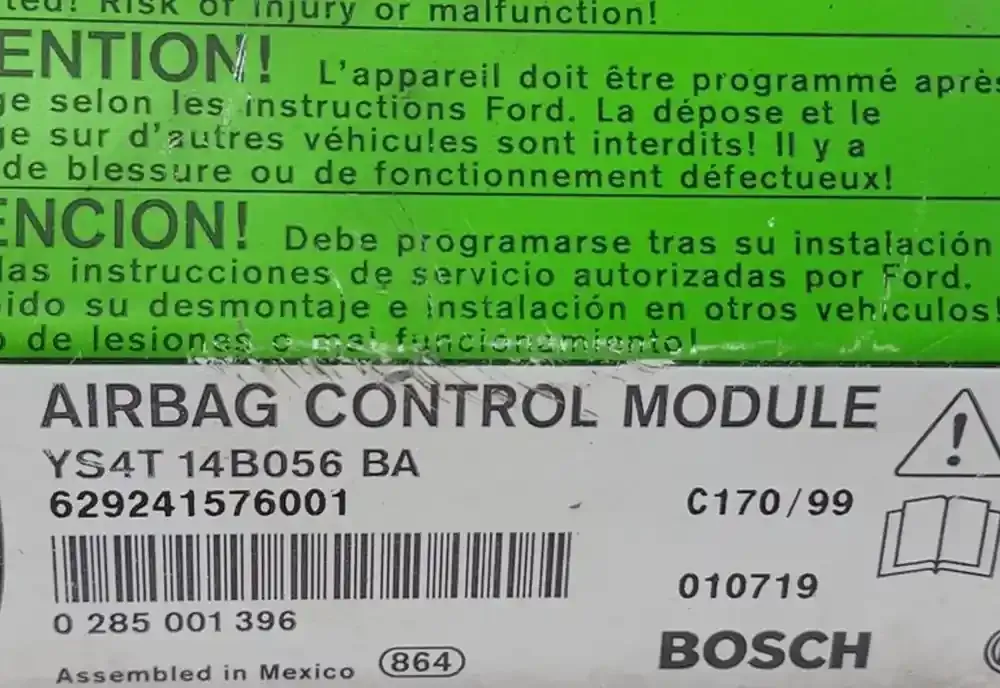 Risk of injury or malfunction!
ENTION! L'appareil doit être programmé après
ge selon les instructions Ford. La dépose et le
ge sur d'autres véhicules sont interdits! Il y a
de blessure ou de fonctionnement défectueux!
ENCION! Debe programarse tras su instalación
las instrucciones de servicio autorizadas por Ford.
ido su desmontaje e instalación en otros vehículos!
o de lesiones o mal funcionamiento!
AIRBAG CONTROL MODULE
YS4T 14B056 BA
629241576001
C170/99
010719
0 285 001 396
BOSCH
Assembled in Mexico 864